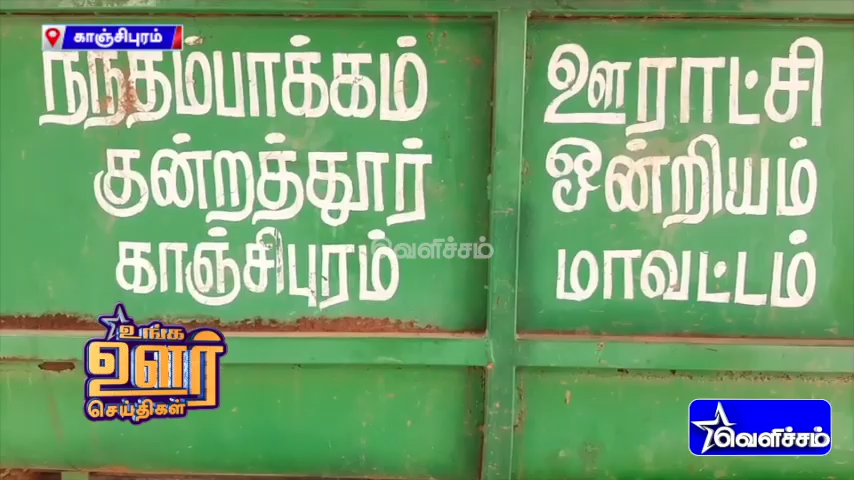 காஞ்சிபுரம்
நந்தம்பாக்கம் ஊராட்சி
குன்றத்தூர் ஒன்றியம்
காஞ்சிபுரம் மாவட்டம்
வெளிச்சம்
உங்க
ஊர்
செய்திகள்
வெளிச்சம்